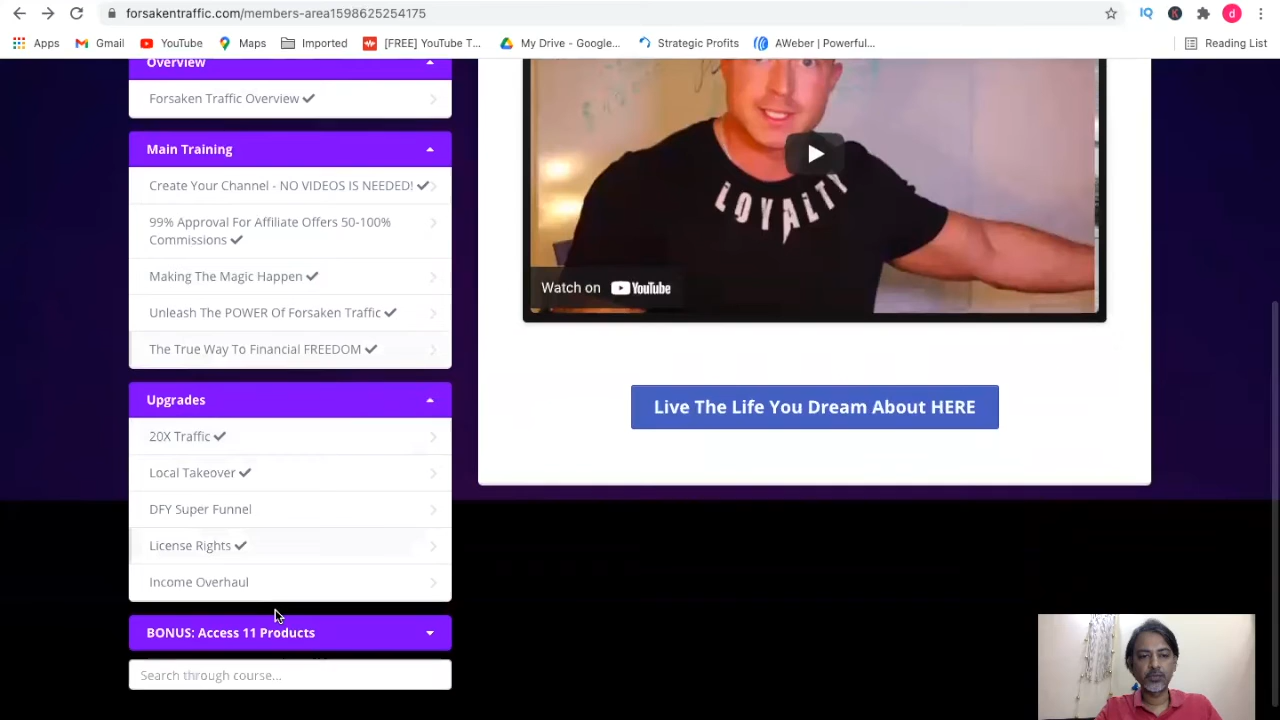 forsakentraffic.com/members-area1598625254175
Apps
Gmail
YouTube
Maps
Imported
[FREE] YouTube T...
My Drive - Google...
Strategic Profits
AWeber | Powerful...
Reading List
Overview
Forsaken Traffic Overview
Main Training
Create Your Channel - NO VIDEOS IS NEEDED!
99% Approval For Affiliate Offers 50-100%
Commissions
Making The Magic Happen
Unleash The POWER Of Forsaken Traffic
The True Way To Financial FREEDOM
Upgrades
20X Traffic
Local Takeover
DFY Super Funnel
License Rights
Income Overhaul
BONUS: Access 11 Products
Search through course...
LOYALTY
Watch on YouTube
Live The Life You Dream About HERE